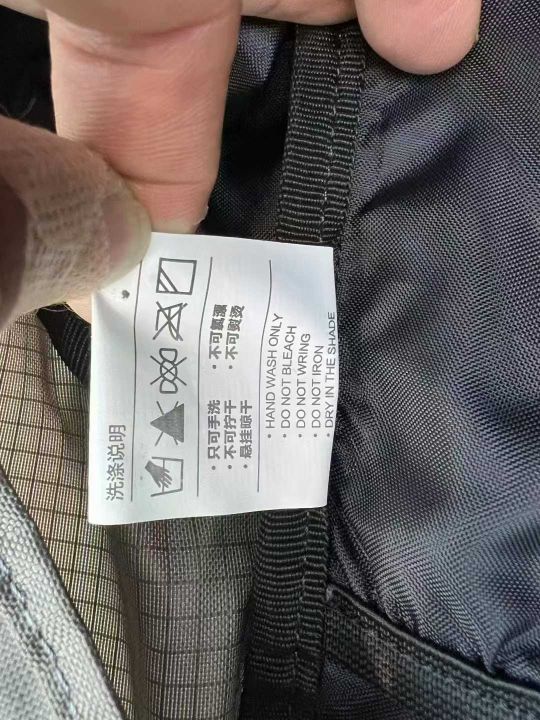 洗涤说明
· 只可手洗 · 不可氯漂
· 不可拧干 · 不可熨烫
· 悬挂晾干
· HAND WASH ONLY
· DO NOT BLEACH
· DO NOT WRING
· DO NOT IRON
· DRY IN THE SHADE